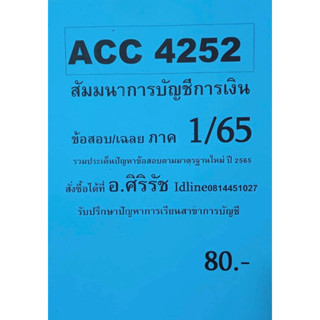 ACC 4252
สัมมนาการบัญชีการเงิน
ข้อสอบ/เฉลย ภาค 1/65
รวมประเด็นปัญหาข้อสอบตามมาตรฐานใหม่ ปี 2565
สั่งซื้อได้ที่ อ.ศิริรัช Idline0814451027
รับปรึกษาปัญหาการเรียนสาขาการบัญชี
80.-